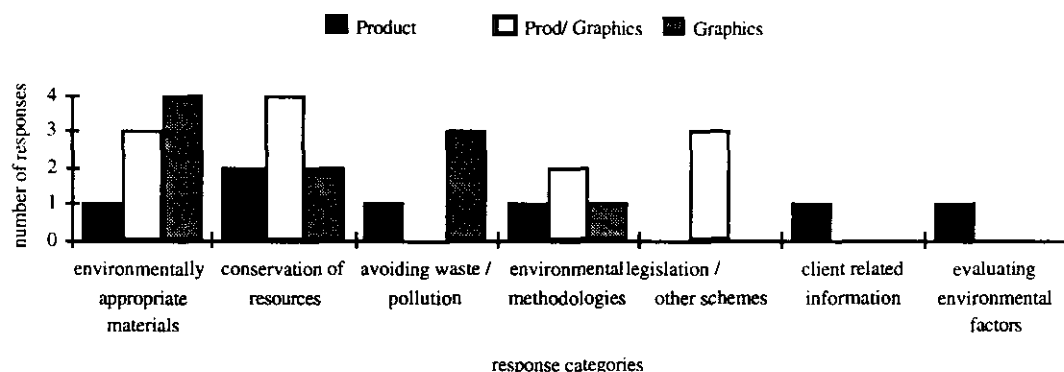 Product Prod/ Graphics Graphics
number of responses
4
3
2
1
0
environmentally conservation of avoiding waste / environmental legislation / client related evaluating
appropriate resources pollution methodologies other schemes information environmental
materials factors
response categories